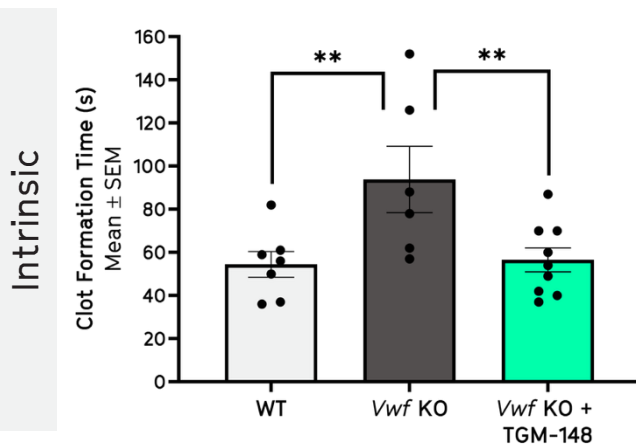 Intrinsic
Clot Formation Time (s)
Mean ± SEM
160
140
120
100
80
60
40
20
0
**
**
WT
Vwf KO
Vwf KO +
TGM-148